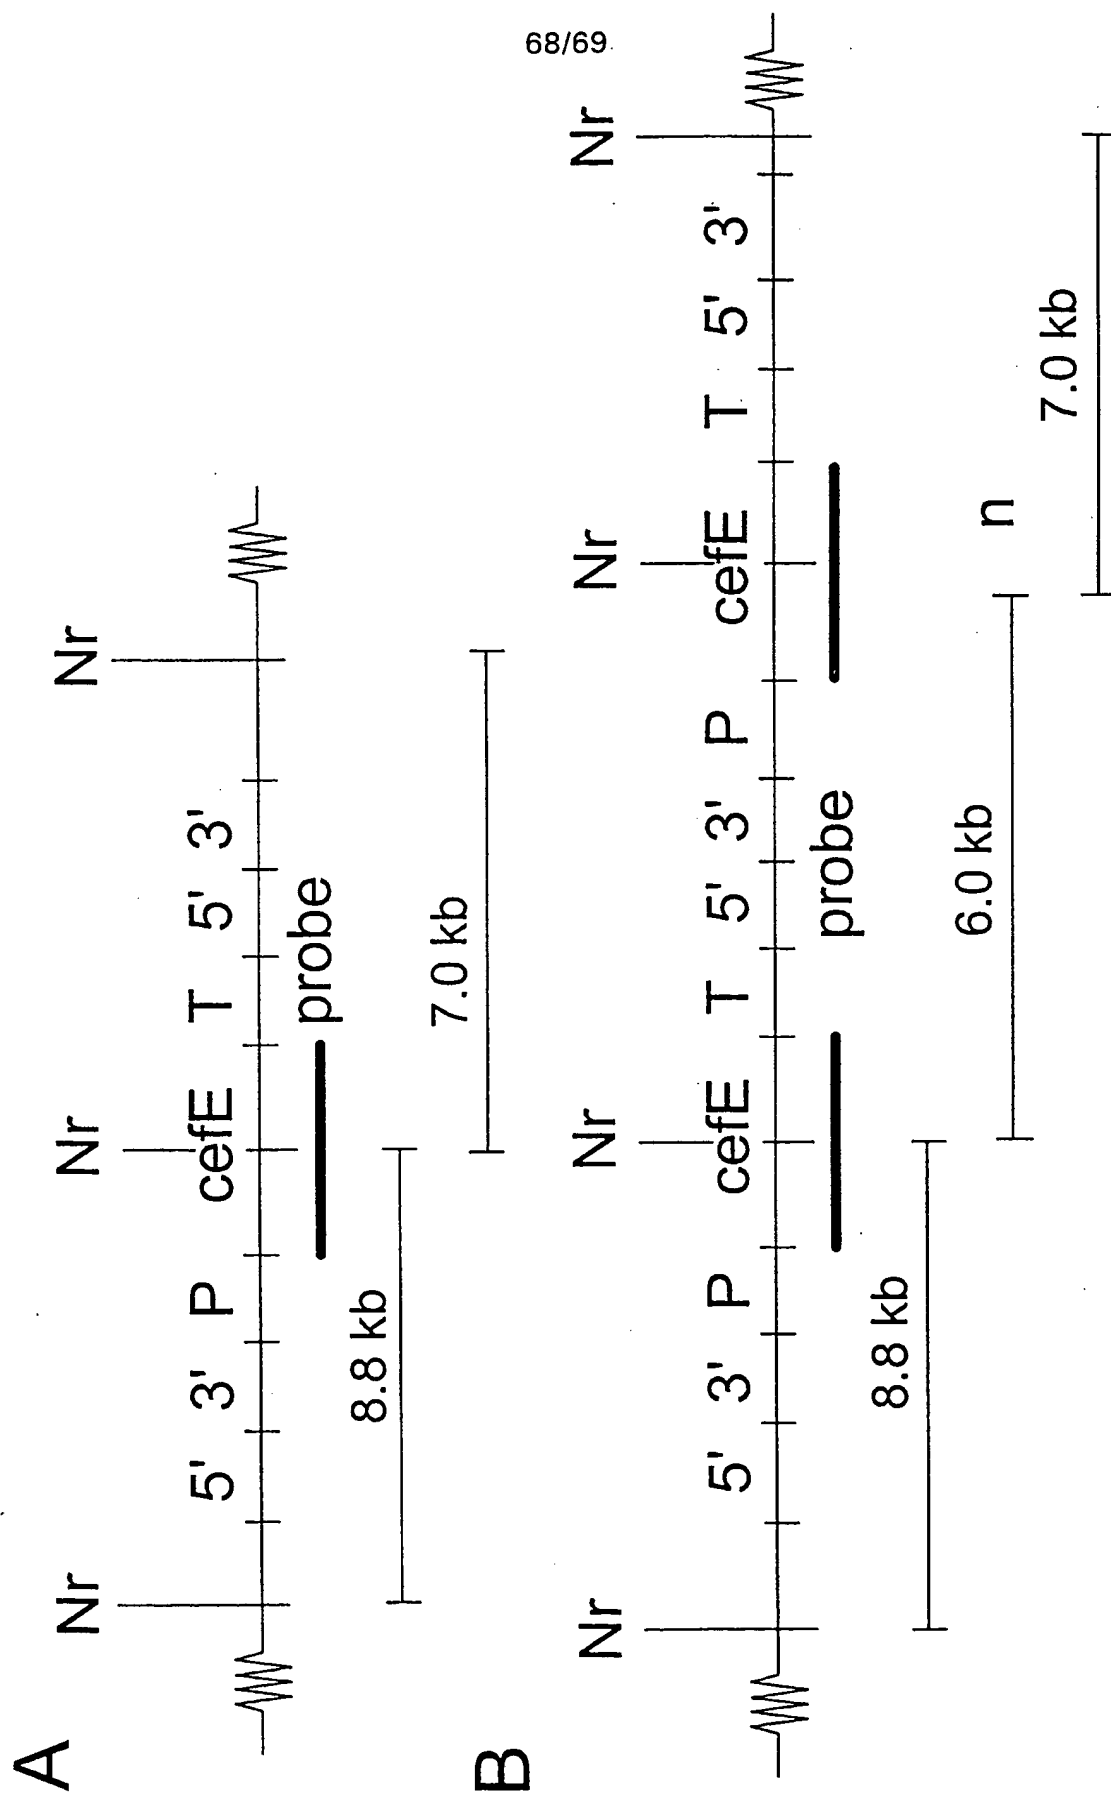 68/69
A
Nr Nr Nr
5' 3' P cefE T 5' 3'
probe
8.8 kb
7.0 kb
B
Nr Nr Nr Nr
5' 3' P cefE T 5' 3' P cefE T 5' 3'
probe
8.8 kb
6.0 kb
n
7.0 kb